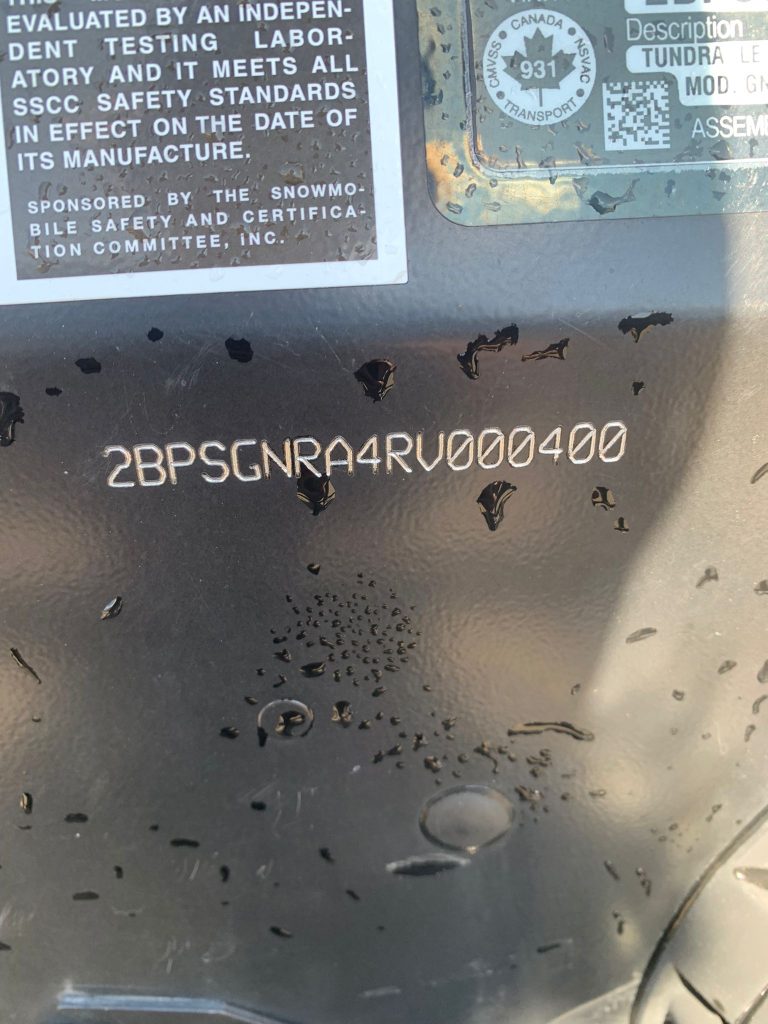 EVALUATED BY AN INDEPEN-
DENT TESTING LABOR-
ATORY AND IT MEETS ALL
SSCC SAFETY STANDARDS
IN EFFECT ON THE DATE OF
ITS MANUFACTURE.
SPONSORED BY THE SNOWMO-
BILE SAFETY AND CERTIFICA-
TION COMMITTEE, INC.
CANADA
CMVSS
NSVAC
931
TRANSPORT
Description
TUNDRA LE
MOD. GN
ASSEM
2BPSGNRA4RV000400